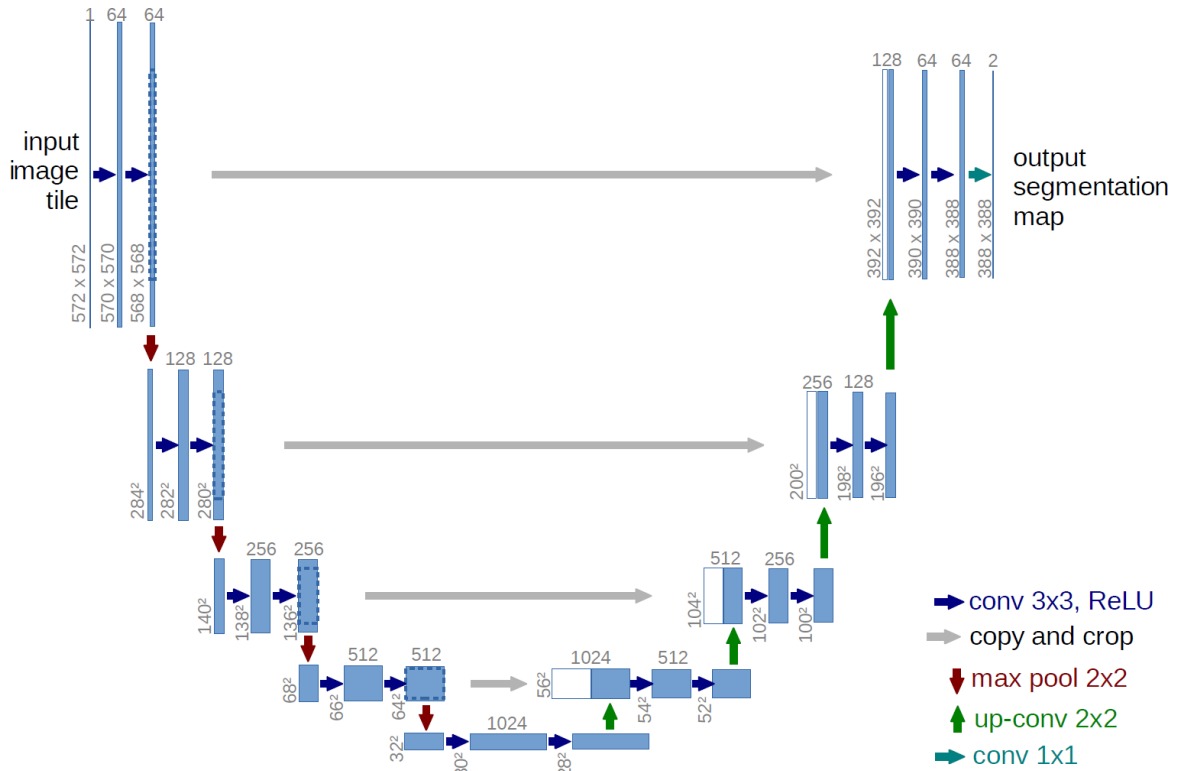 1 64 64
128 64 64 2
input
image
tile
output
segmentation
map
572 x 572
570 x 570
568 x 568
392 x 392
390 x 390
388 x 388
388 x 388
128 128
256 128
284²
282²
280²
200²
198²
196²
256 256
512 256
140²
138²
136²
104²
102²
100²
512 512
1024 512
68²
66²
64²
56²
54²
52²
1024
32²
conv 3x3, ReLU
copy and crop
max pool 2x2
up-conv 2x2
conv 1x1